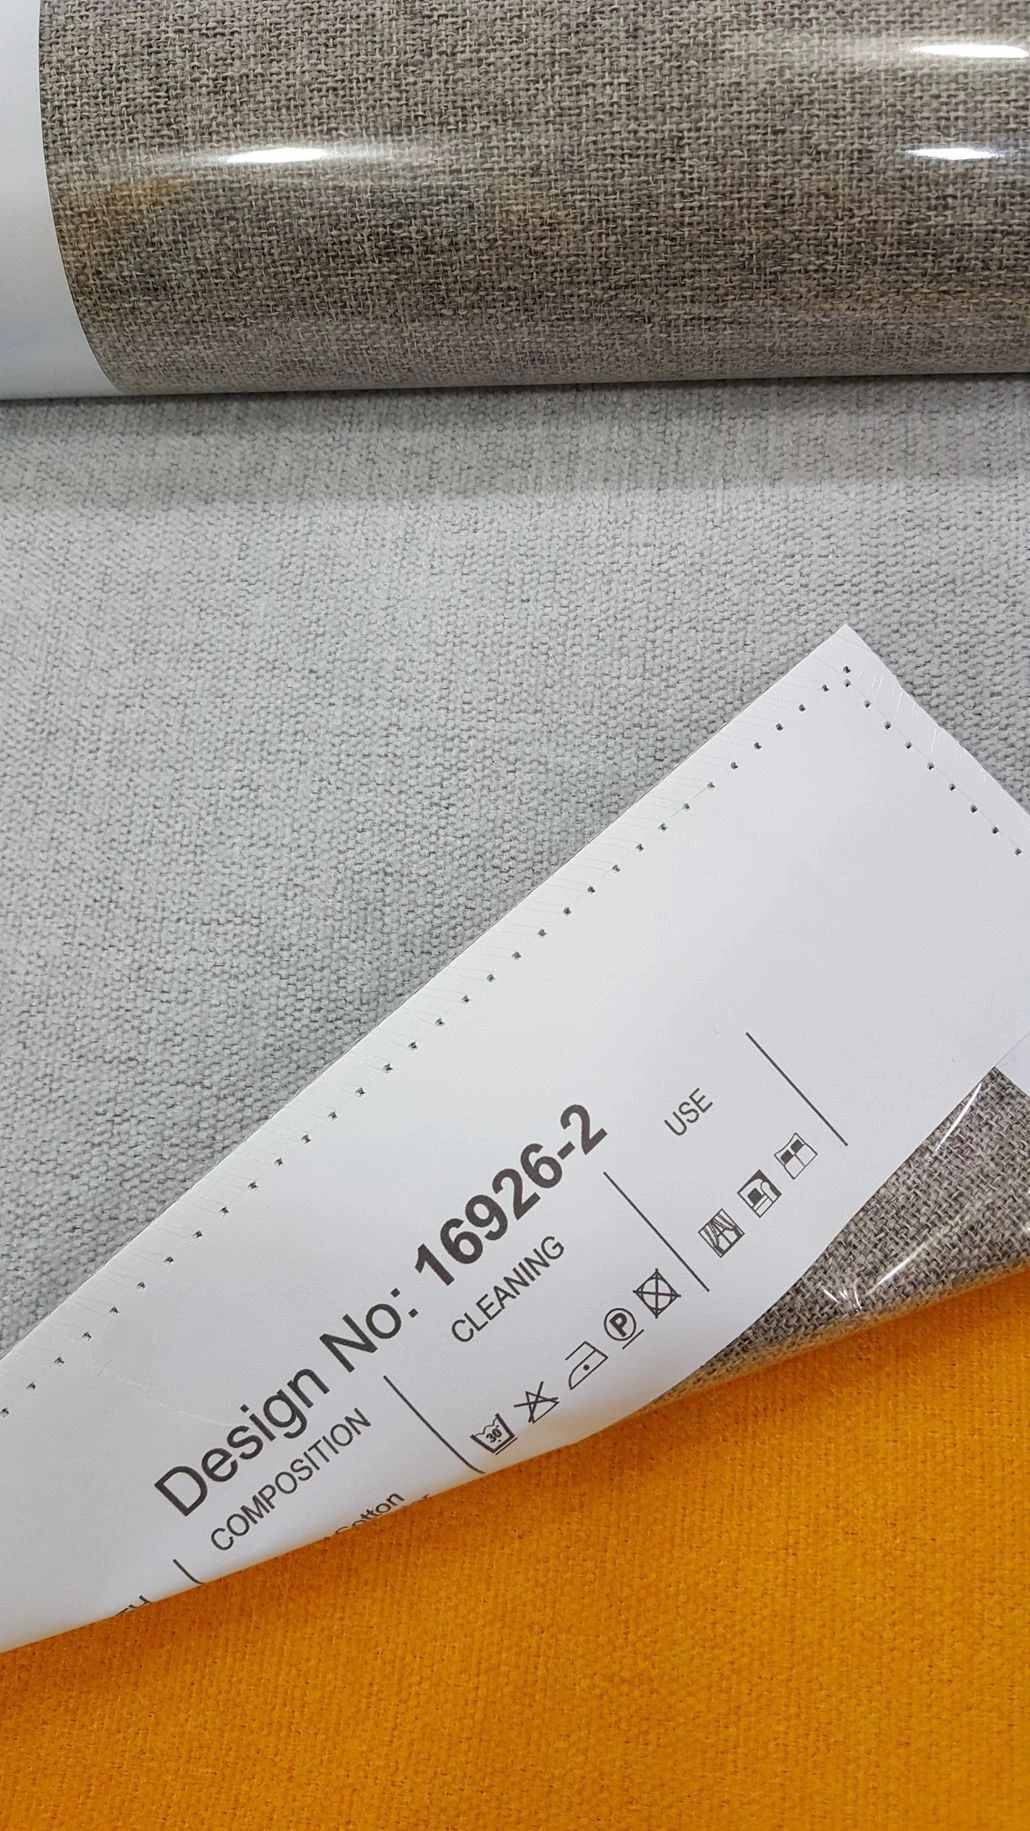 Design No: 16926-2
COMPOSITION
CLEANING
USE
Cotton
30°
P